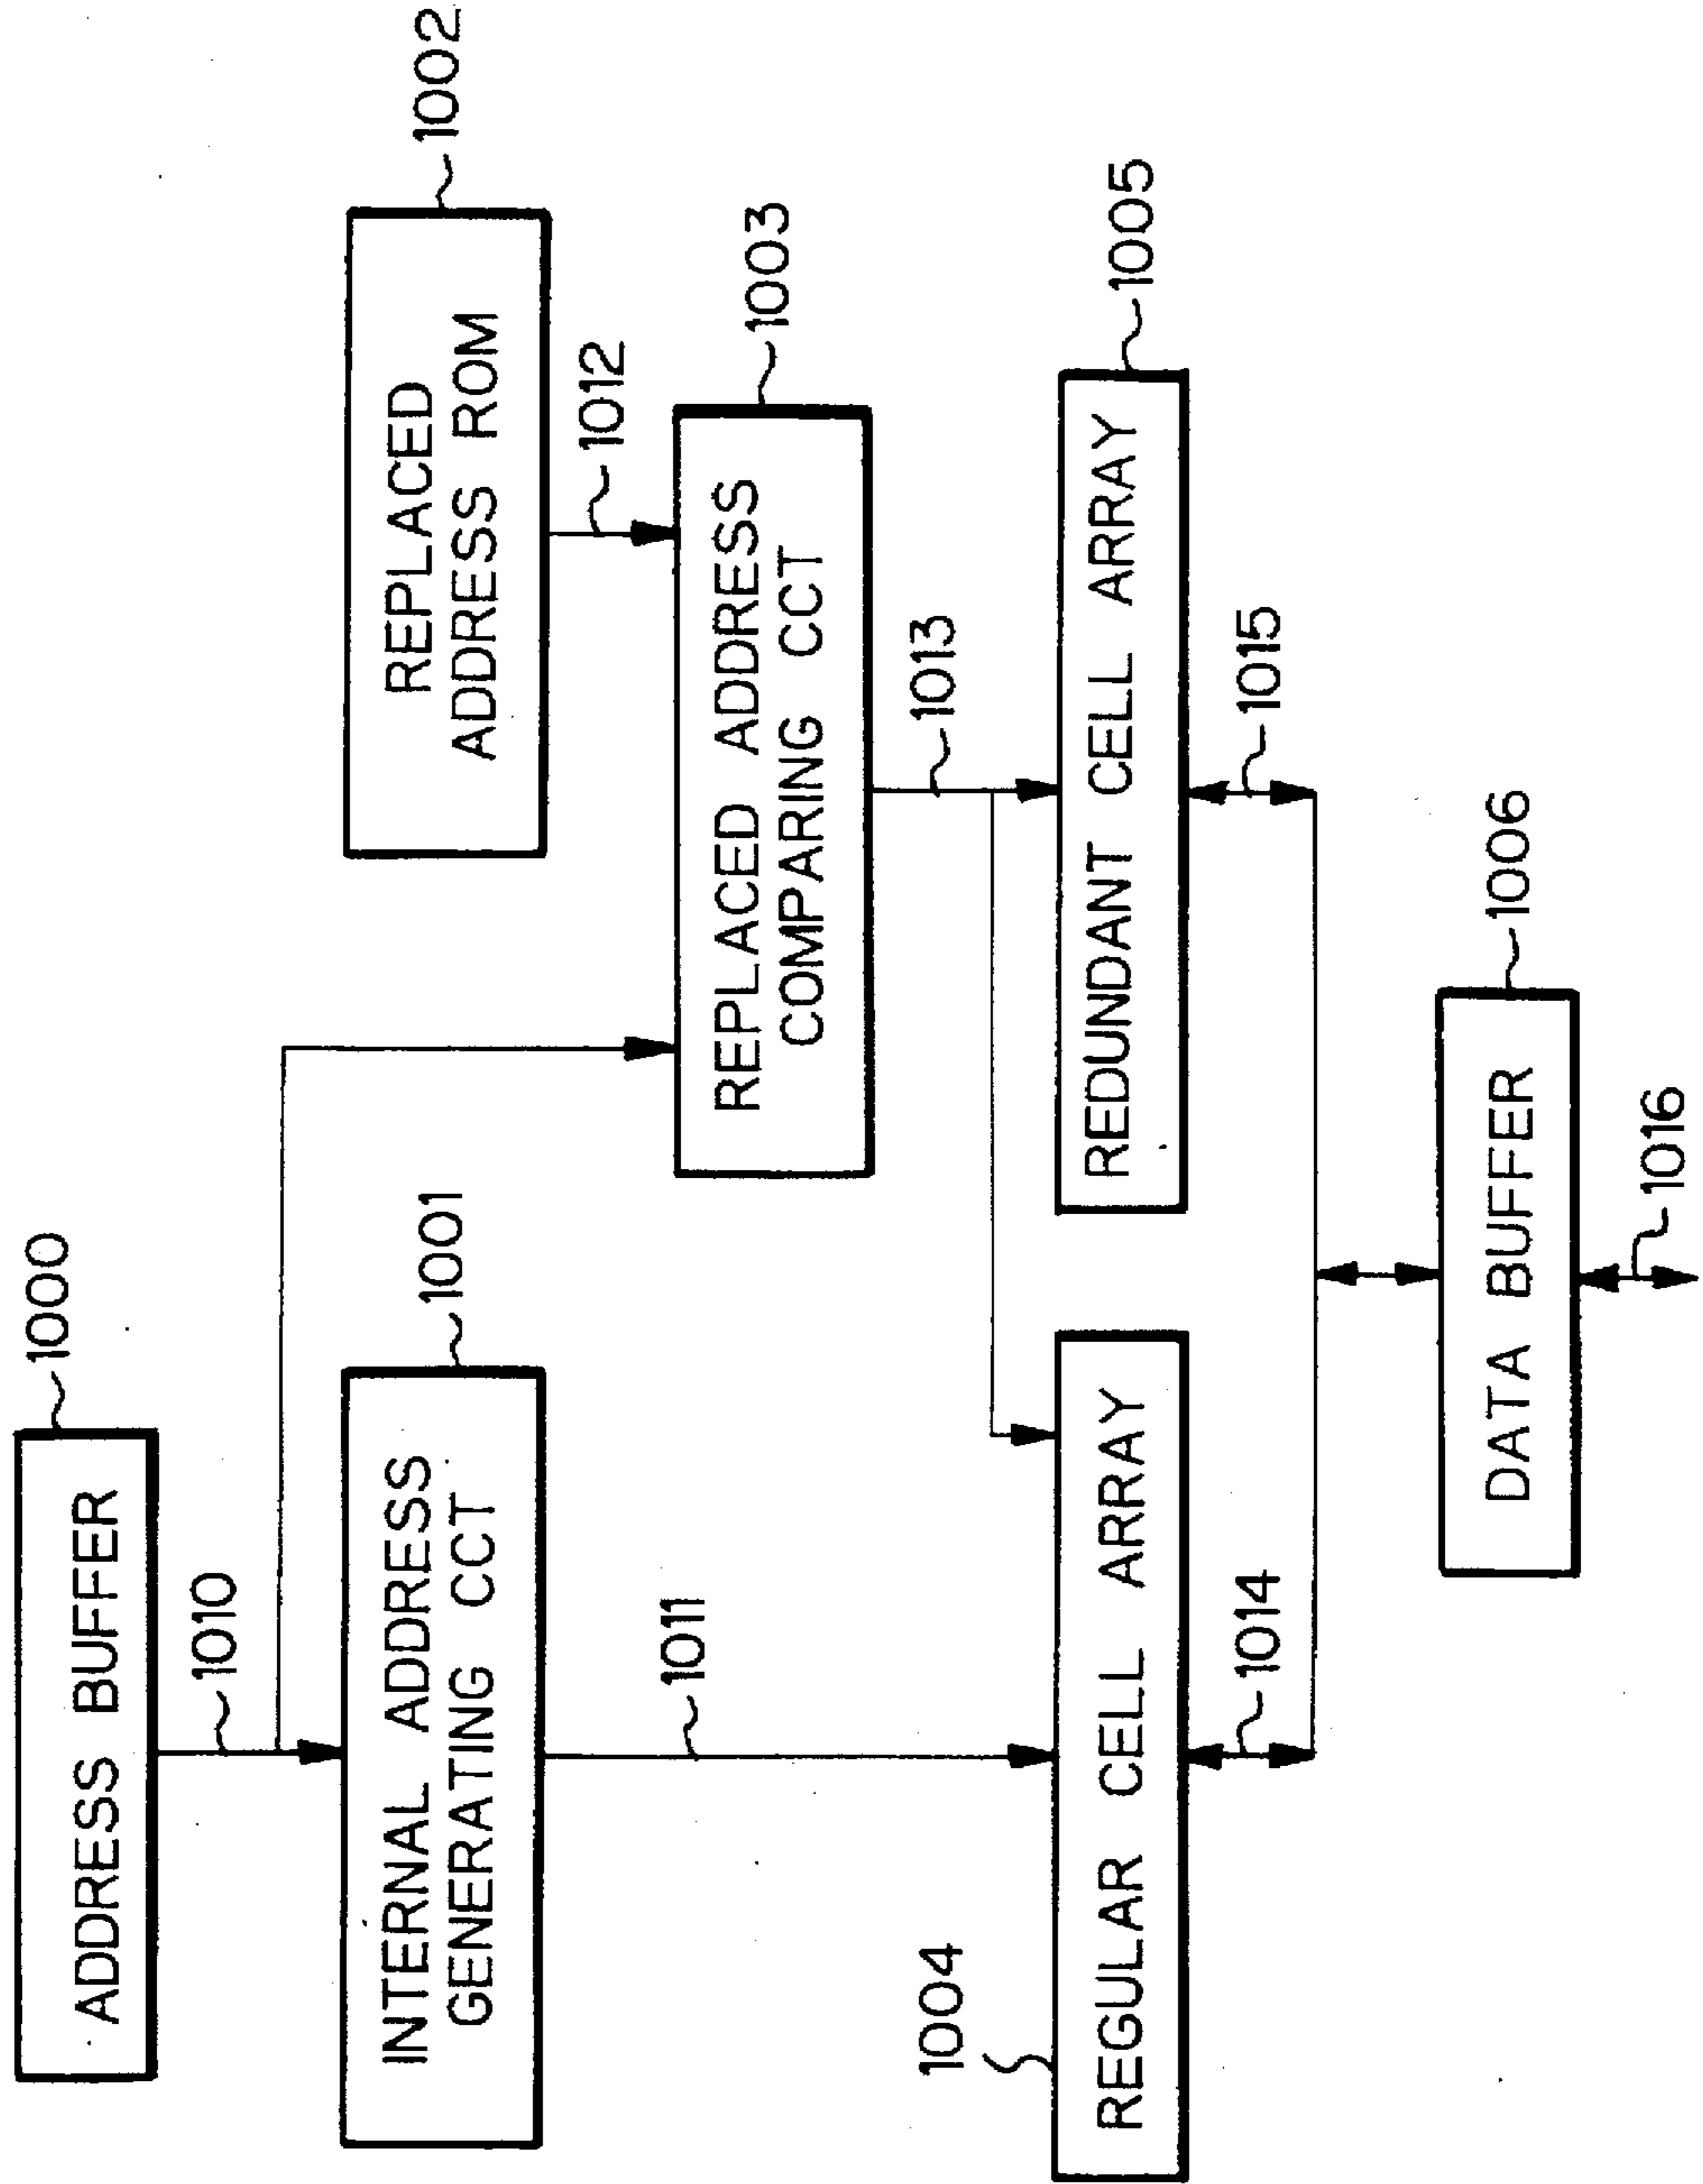 1000
ADDRESS BUFFER
1010
1002
REPLACED
ADDRESS ROM
1001
INTERNAL ADDRESS
GENERATING CCT
1012
1003
REPLACED ADDRESS
COMPARING CCT
1011
1013
1004
REGULAR CELL ARRAY
1005
REDUNDANT CELL ARRAY
1014
1015
1006
DATA BUFFER
1016